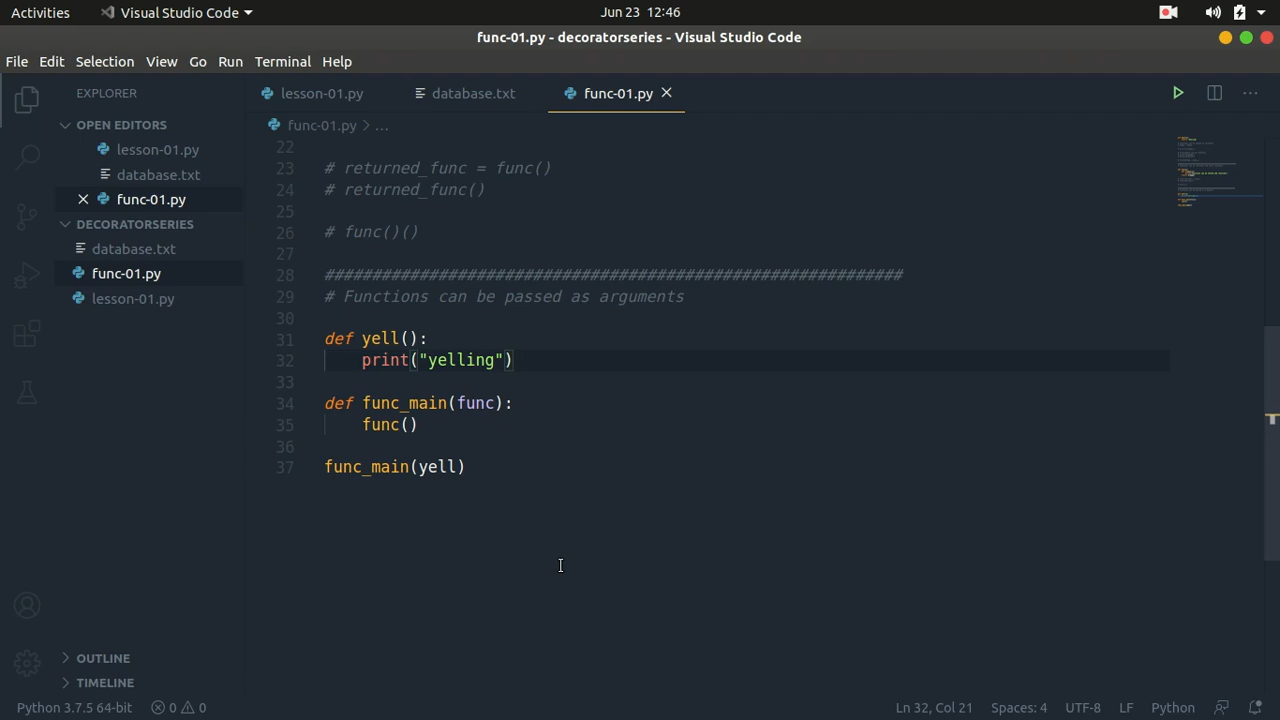 Activities Visual Studio Code Jun 23 12:46
func-01.py - decoratorseries - Visual Studio Code
File Edit Selection View Go Run Terminal Help
EXPLORER
OPEN EDITORS
lesson-01.py
database.txt
func-01.py
DECORATORSERIES
database.txt
func-01.py
lesson-01.py
OUTLINE
TIMELINE
lesson-01.py database.txt func-01.py
func-01.py > ...
22
23 # returned_func = func()
24 # returned_func()
25
26 # func()()
27
28 #############################################################
29 # Functions can be passed as arguments
30
31 def yell():
32 print("yelling")
33
34 def func_main(func):
35 func()
36
37 func_main(yell)
Python 3.7.5 64-bit 0 0 Ln 32, Col 21 Spaces: 4 UTF-8 LF Python